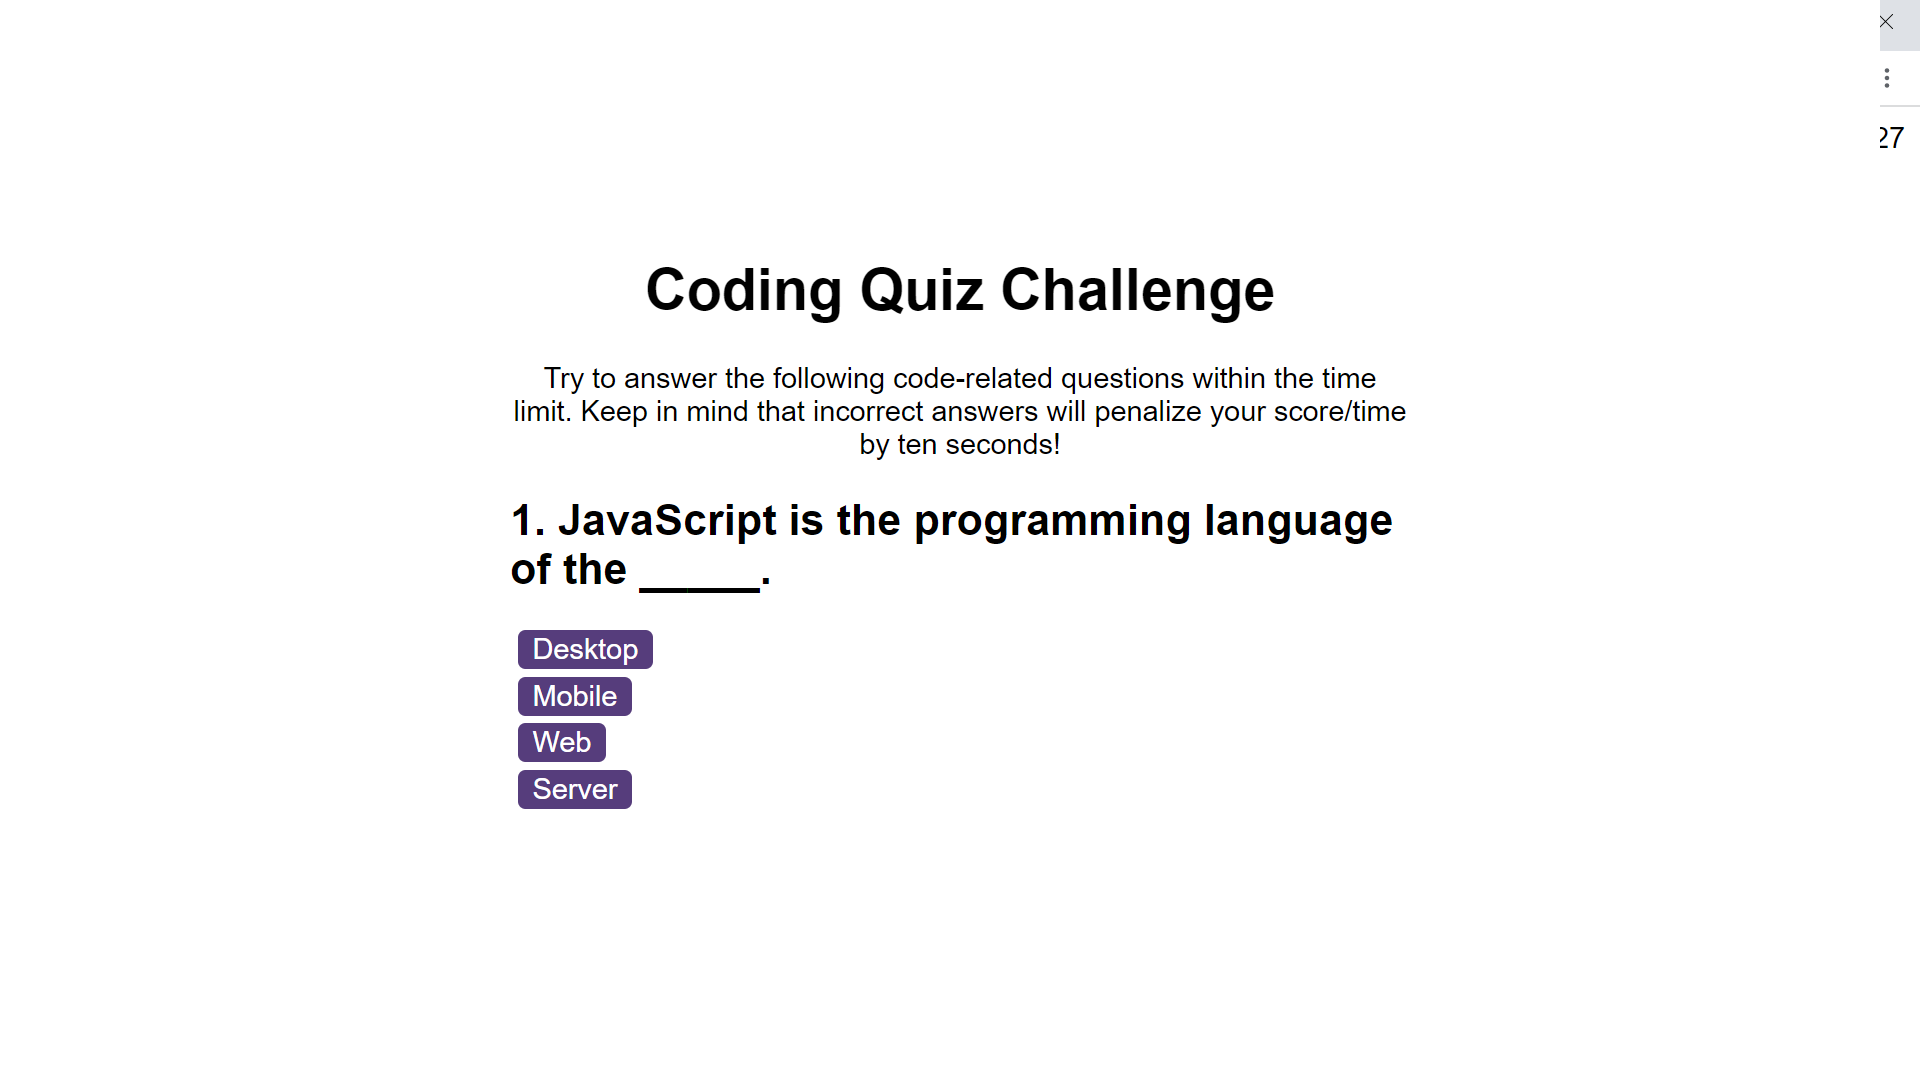 27
Coding Quiz Challenge
Try to answer the following code-related questions within the time
limit. Keep in mind that incorrect answers will penalize your score/time
by ten seconds!
1. JavaScript is the programming language
of the _____.
Desktop
Mobile
Web
Server